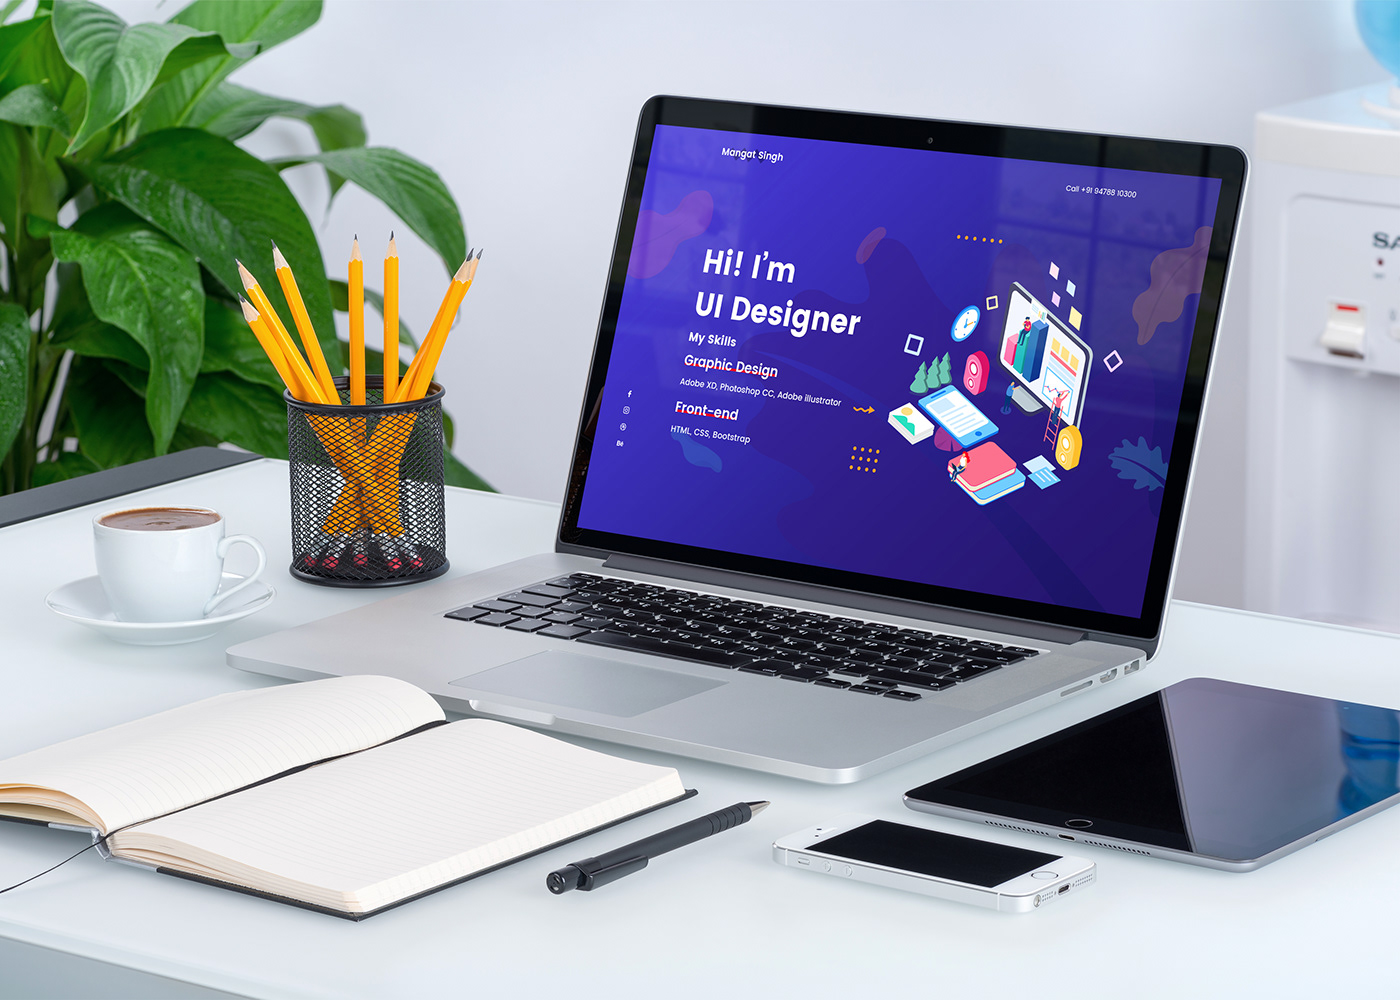 Mangat Singh
Call +91 94788 10300
Hi! I'm
UI Designer
My Skills
Graphic Design
Adobe XD, Photoshop CC, Adobe illustrator
Front-end
HTML, CSS, Bootstrap
f
Bē
SA